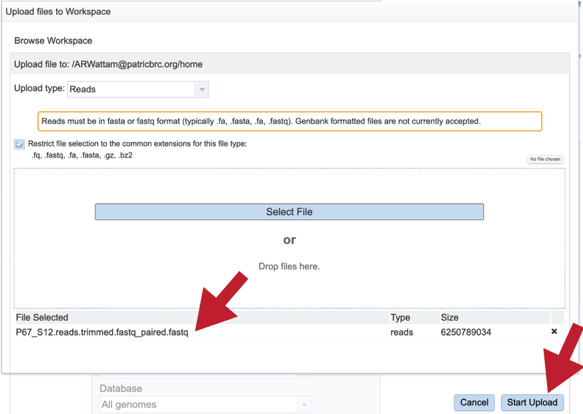 Upload files to Workspace
Browse Workspace
Upload file to: /ARWattam@patricbrc.org/home
Upload type: Reads
Reads must be in fasta or fastq format (typically .fa, .fasta, .fa, .fastq). Genbank formatted files are not currently accepted.
Restrict file selection to the common extensions for this file type:
.fq, .fastq, .fa, .fasta, .gz, .bz2
No file chosen
Select File
or
Drop files here.
File Selected Type Size
P67_S12.reads.trimmed.fastq_paired.fastq reads 6250789034 ×
Database
All genomes
Cancel Start Upload